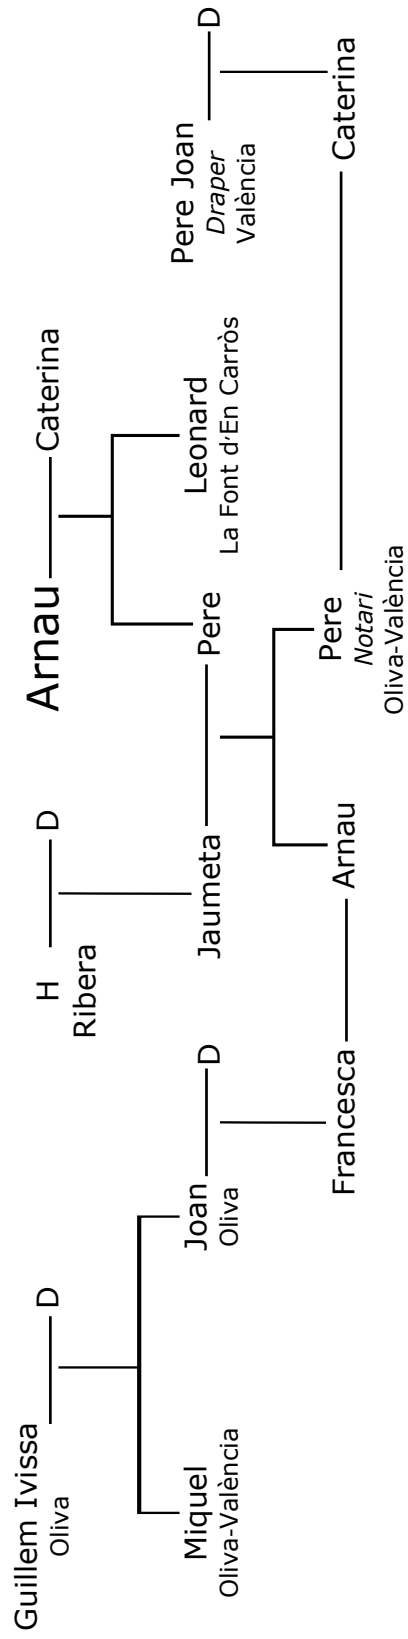 Guillem Ivissa
Oliva
D
H
Ribera
D
Arnau
Caterina
Miquel
Oliva-València
Joan
Oliva
D
Jaumeta
Pere
Leonard
La Font d'En Carròs
Pere Joan
Draper
València
D
Francesca
Arnau
Pere
Notari
Oliva-València
Caterina